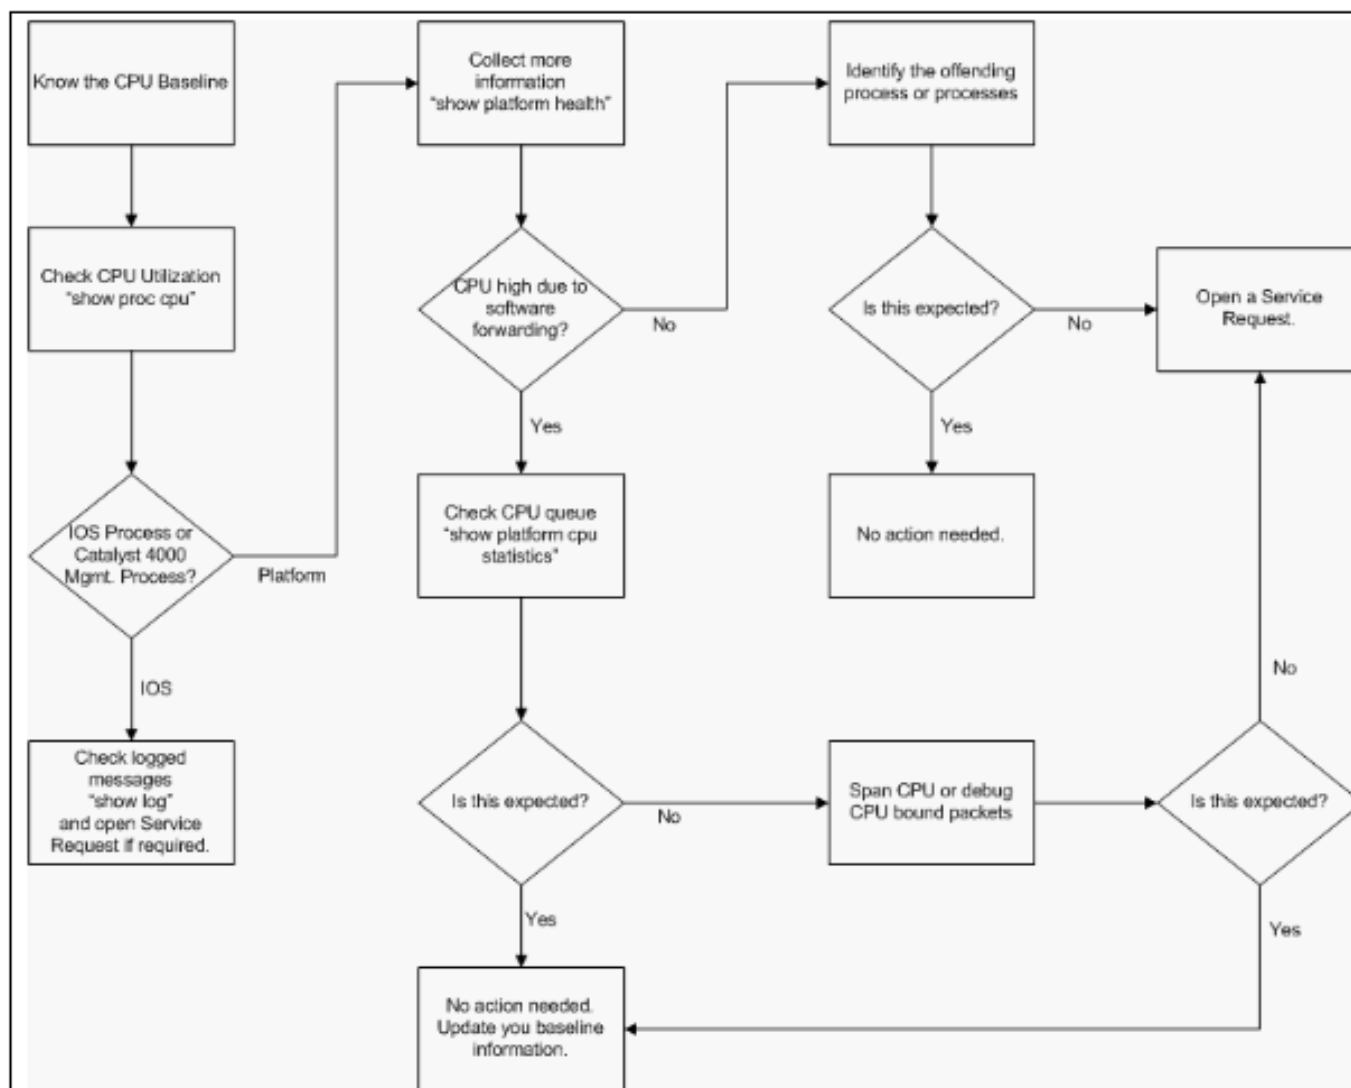 Know the CPU Baseline
Check CPU Utilization
“show proc cpu”
IOS Process or
Catalyst 4000
Mgmt. Process?
Platform
IOS
Check logged
messages
“show log”
and open Service
Request if required.
Collect more
information
“show platform health”
CPU high due to
software
forwarding?
No
Yes
Check CPU queue
“show platform cpu
statistics”
Is this expected?
No
Yes
No action needed.
Update you baseline
information.
Identify the offending
process or processes
Is this expected?
No
Yes
No action needed.
Span CPU or debug
CPU bound packets
Open a Service
Request.
No
Is this expected?
Yes